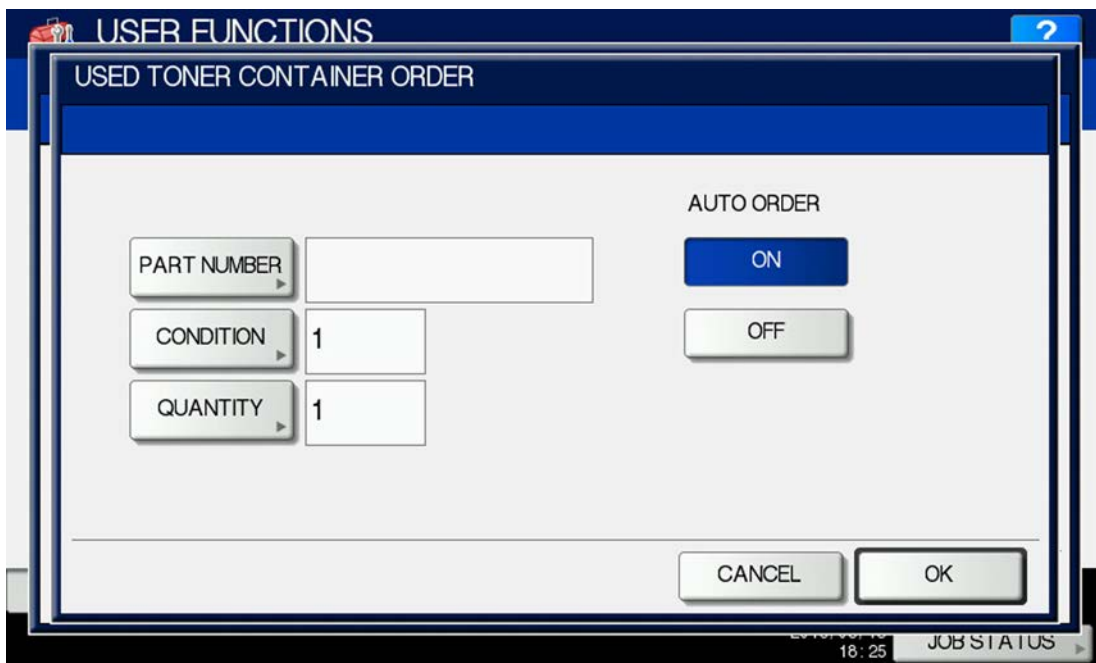 USER FUNCTIONS
?
USED TONER CONTAINER ORDER
AUTO ORDER
PART NUMBER
ON
CONDITION 1
OFF
QUANTITY 1
CANCEL
OK
18:25
JOB STATUS